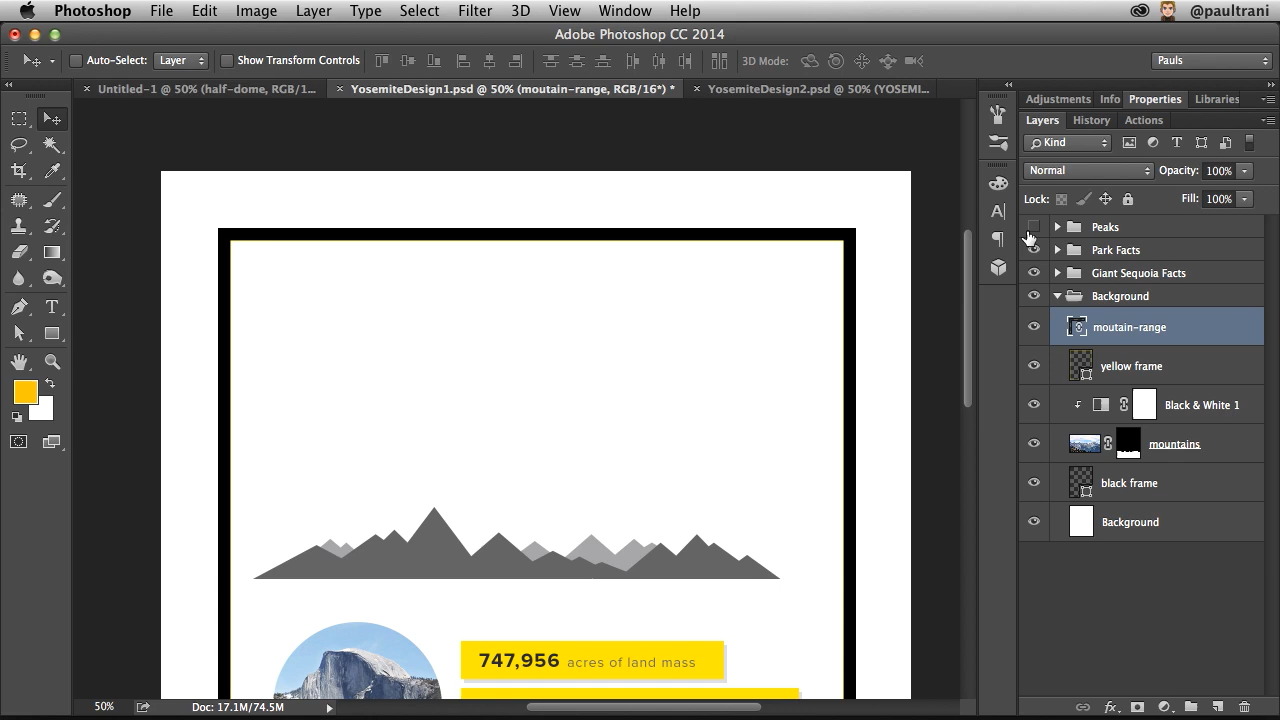 Photoshop File Edit Image Layer Type Select Filter 3D View Window Help @paultrani
Adobe Photoshop CC 2014
Auto-Select: Layer Show Transform Controls 3D Mode: Pauls
× Untitled-1 @ 50% (half-dome, RGB/1... × YosemiteDesign1.psd @ 50% (moutain-range, RGB/16*) * × YosemiteDesign2.psd @ 50% (YOSEMI...
Adjustments Info Properties Libraries
Layers History Actions
Kind
Normal Opacity: 100%
Lock: Fill: 100%
Peaks
Park Facts
Giant Sequoia Facts
Background
moutain-range
yellow frame
Black & White 1
mountains
black frame
Background
747,956 acres of land mass
50% Doc: 17.1M/74.5M